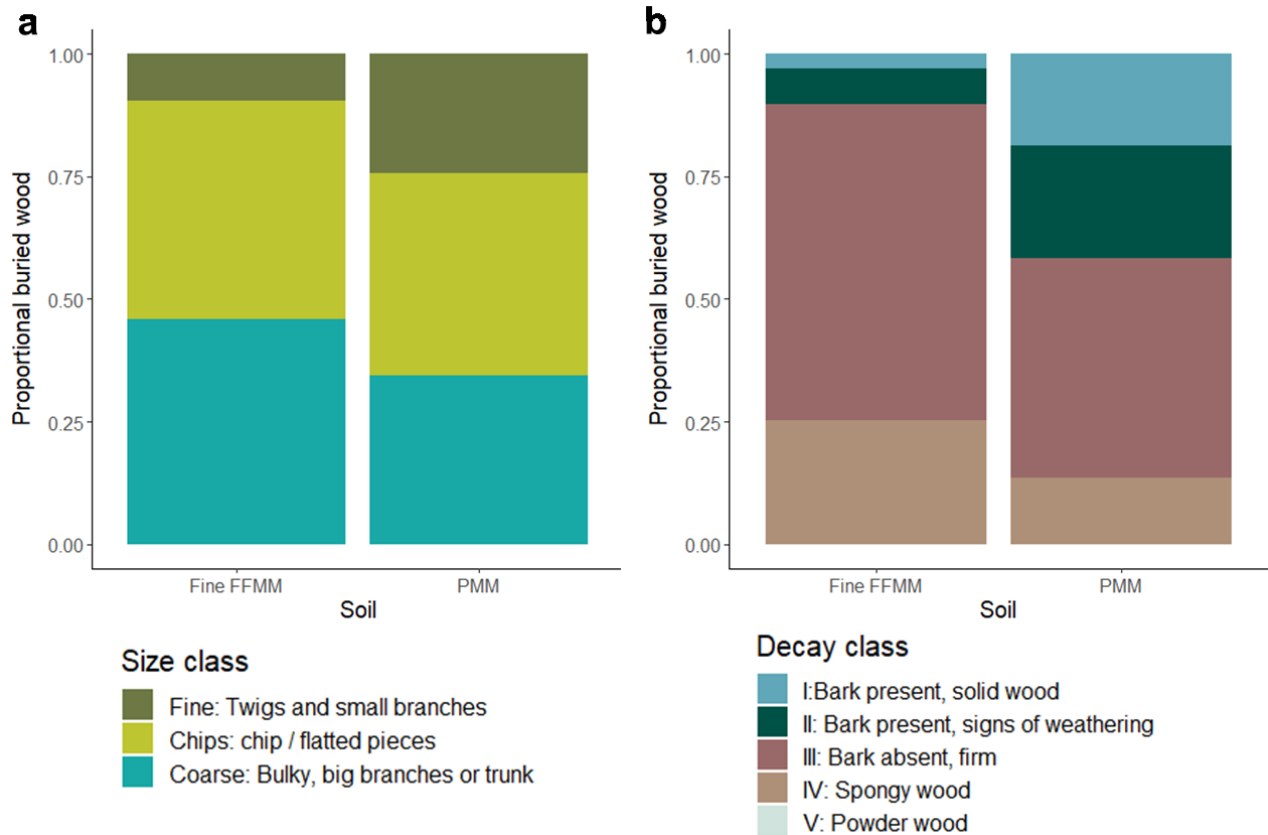 a
Proportional buried wood
1.00
0.75
0.50
0.25
0.00
Fine FFMM
PMM
Soil
Size class
Fine: Twigs and small branches
Chips: chip / flatted pieces
Coarse: Bulky, big branches or trunk
b
Proportional buried wood
1.00
0.75
0.50
0.25
0.00
Fine FFMM
PMM
Soil
Decay class
I:Bark present, solid wood
II: Bark present, signs of weathering
III: Bark absent, firm
IV: Spongy wood
V: Powder wood